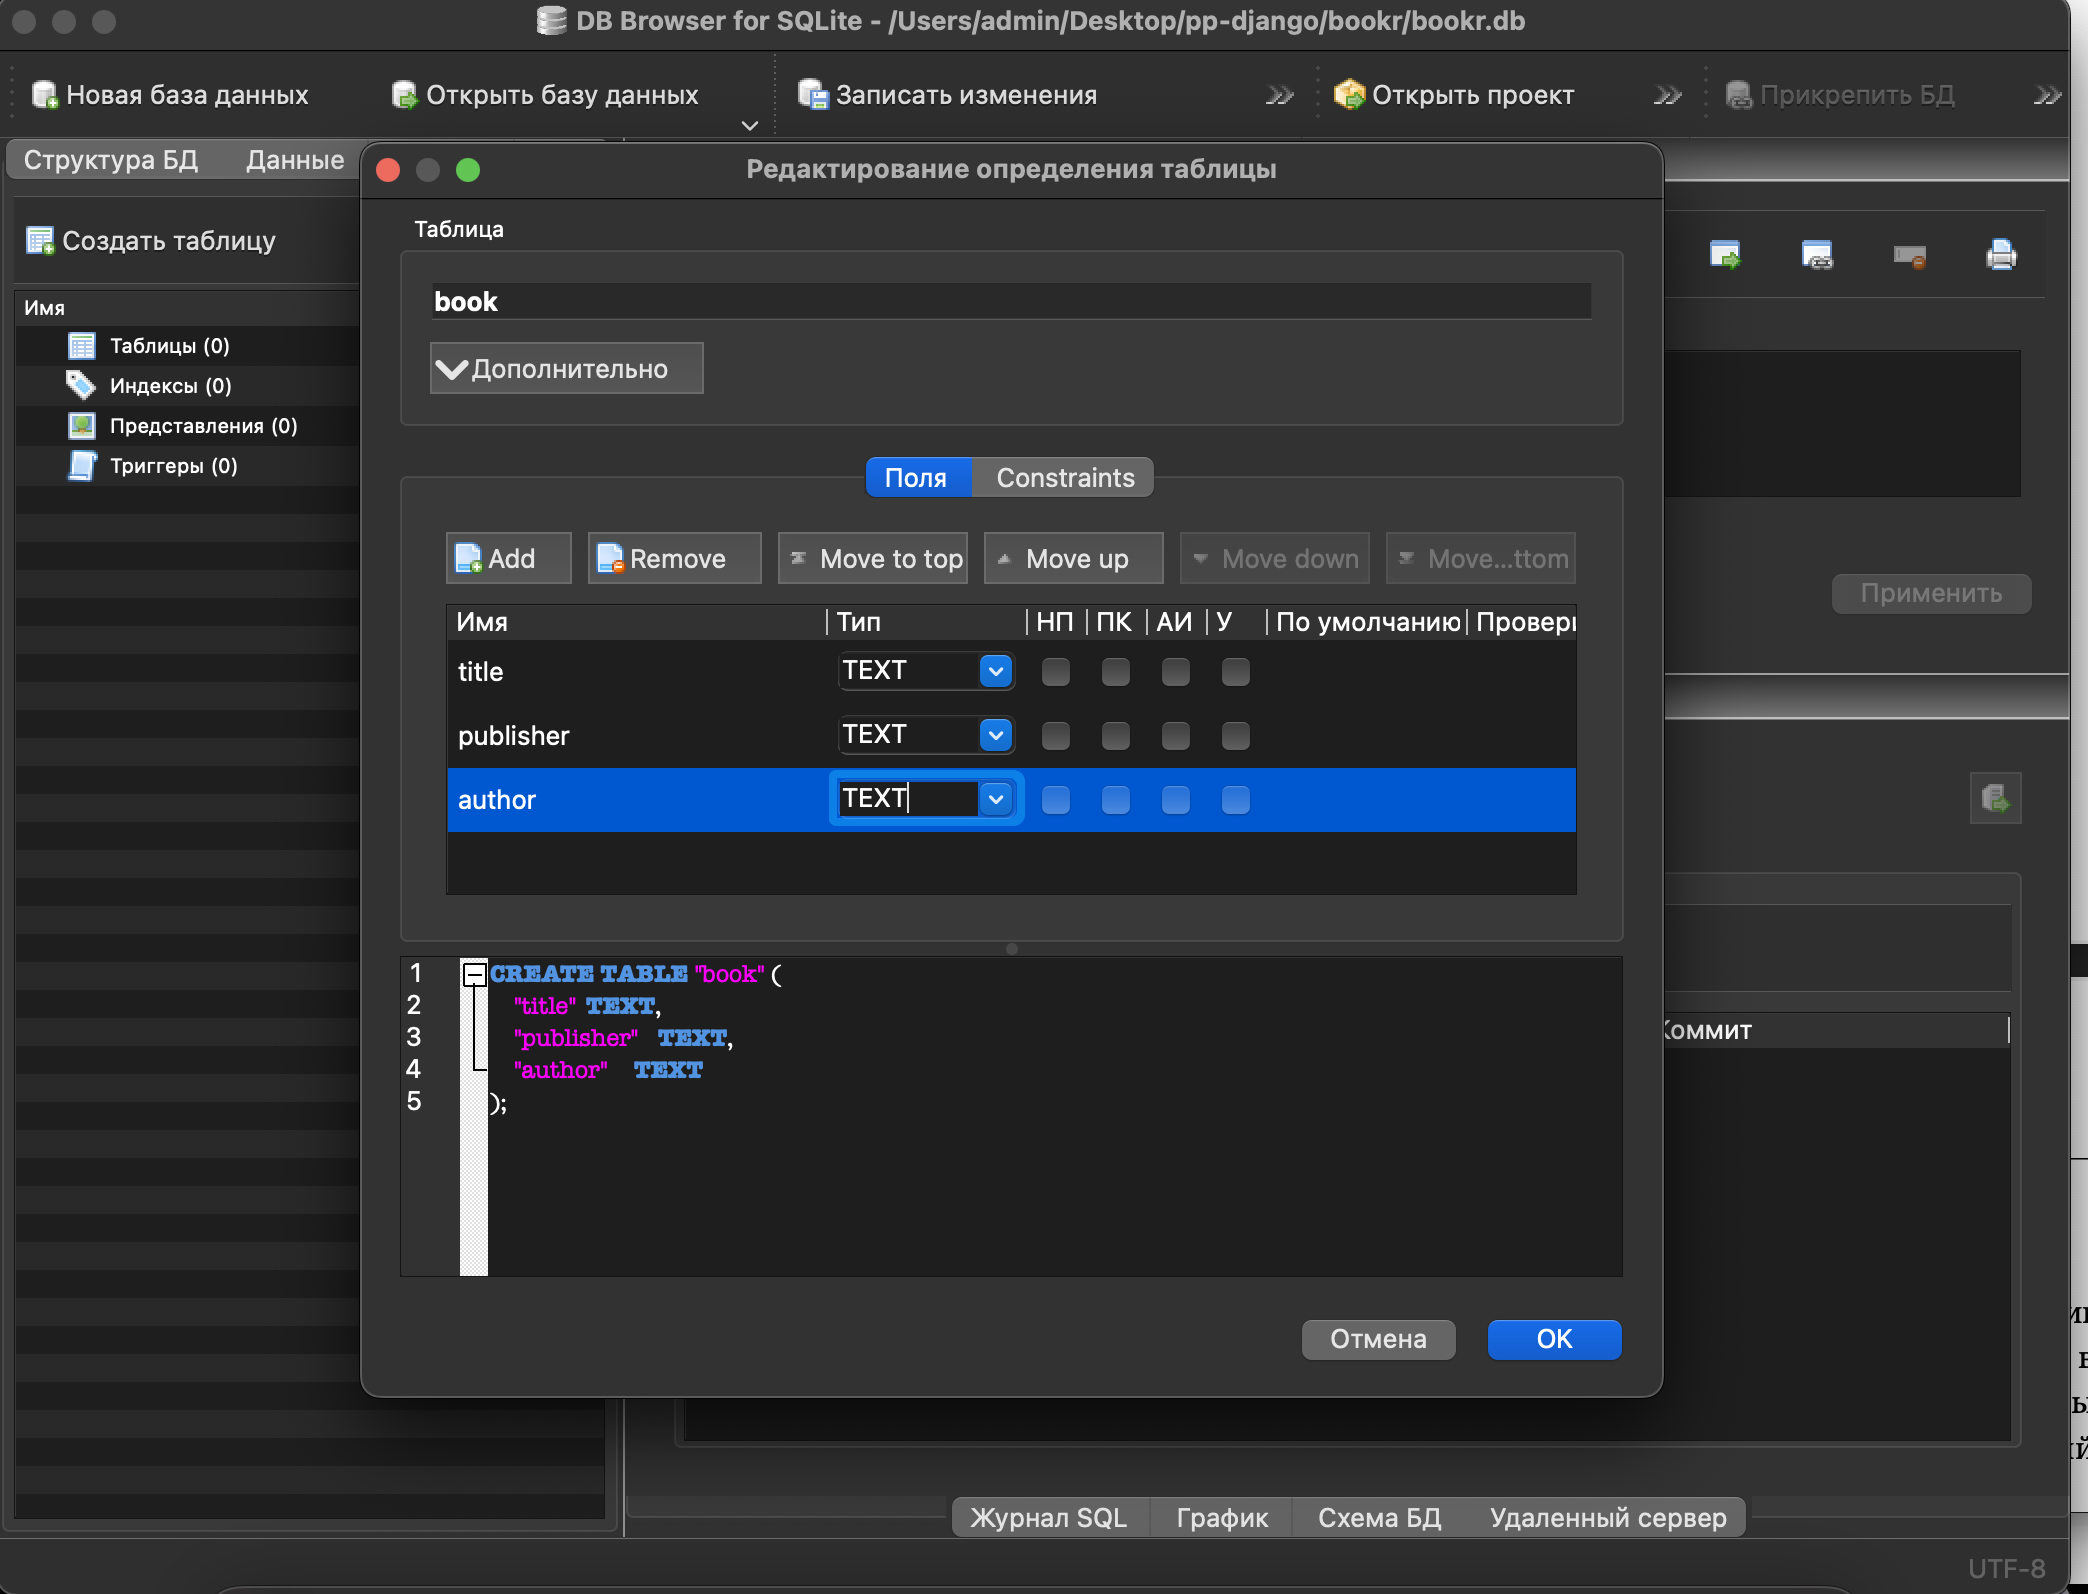 DB Browser for SQLite - /Users/admin/Desktop/pp-django/bookr/bookr.db
Новая база данных Открыть базу данных Записать изменения Открыть проект Прикрепить БД
Структура БД Данные
Создать таблицу
Имя
Таблицы (0)
Индексы (0)
Представления (0)
Триггеры (0)
Редактирование определения таблицы
Таблица
book
Дополнительно
Поля Constraints
Add Remove Move to top Move up Move down Move...ttom
Имя Тип НП ПК АИ У По умолчанию
title TEXT
publisher TEXT
author TEXT
1 CREATE TABLE "book" (
2 "title" TEXT,
3 "publisher" TEXT,
4 "author" TEXT
5 );
Отмена OK
Применить
Коммит
Журнал SQL График Схема БД Удаленный сервер
UTF-8